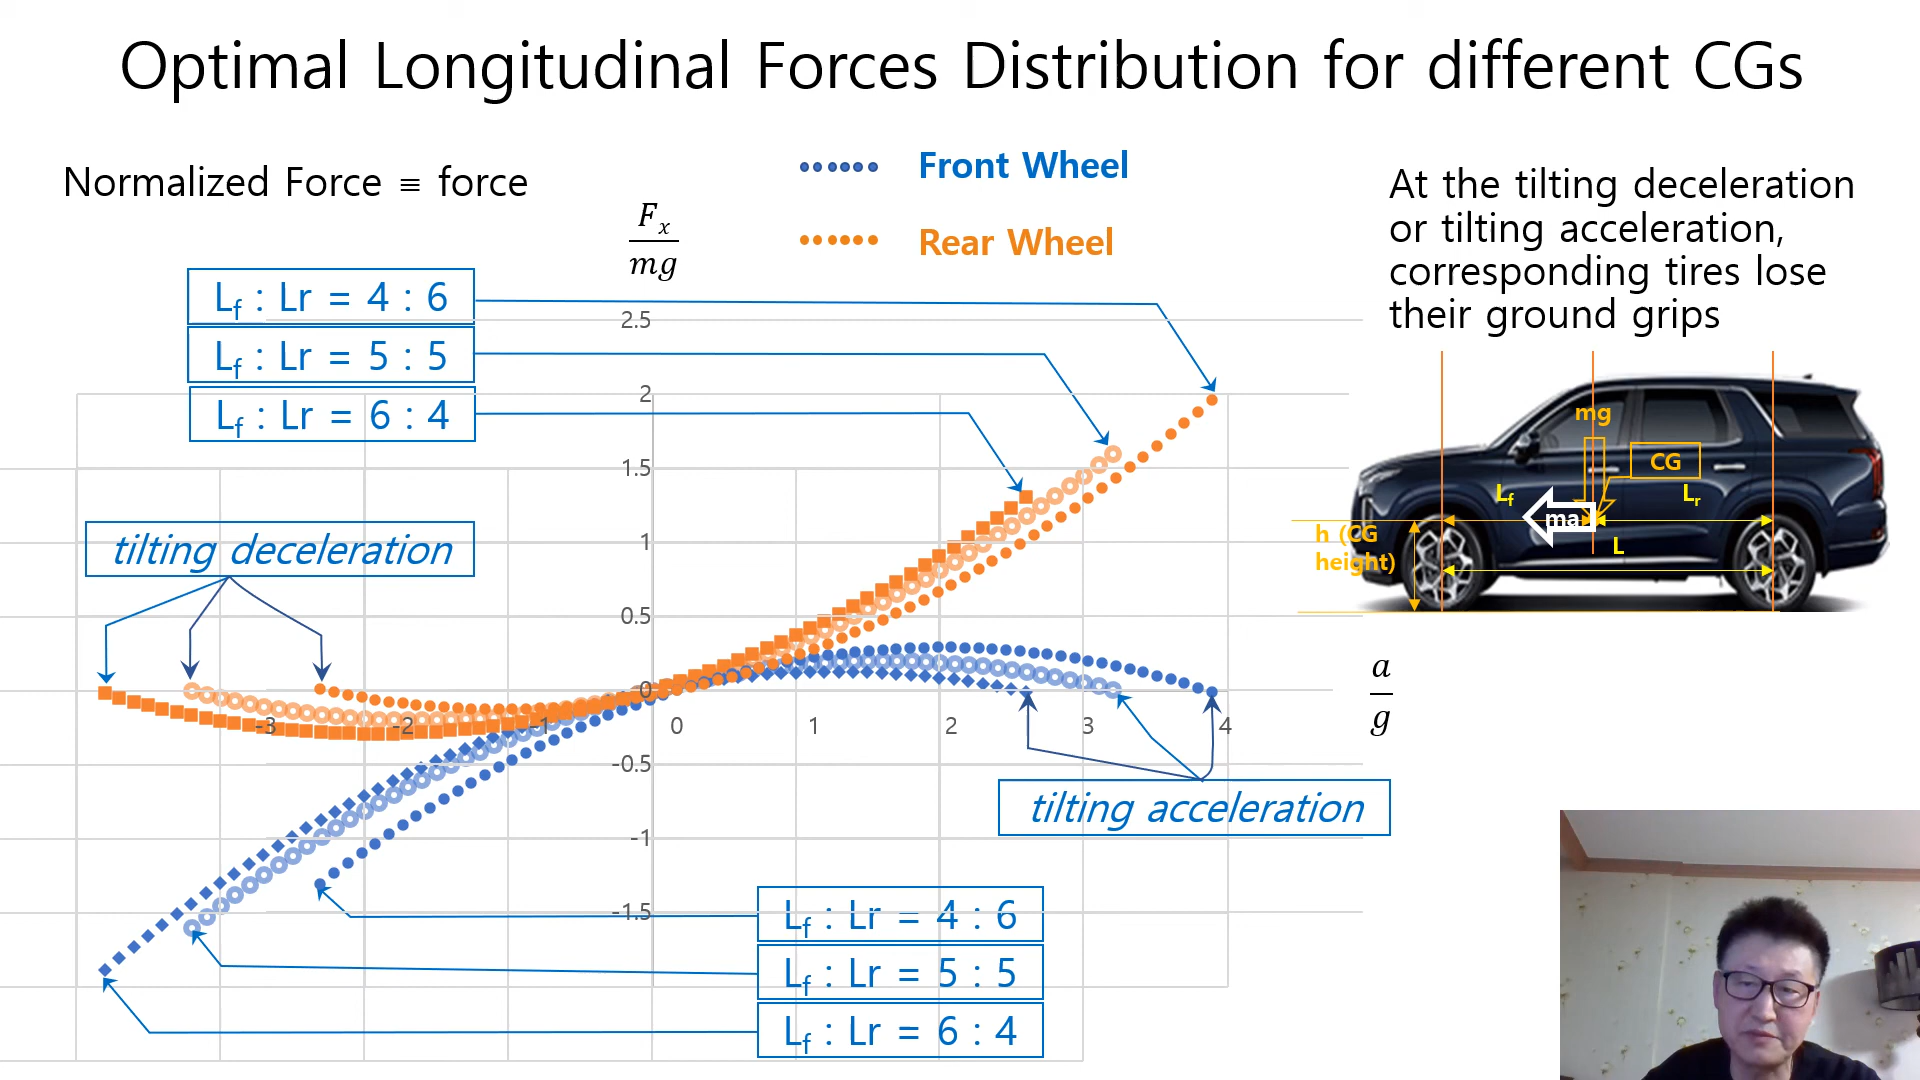 Optimal Longitudinal Forces Distribution for different CGs
Normalized Force ≡ force
Front Wheel
Rear Wheel
F_x
mg
At the tilting deceleration
or tilting acceleration,
corresponding tires lose
their ground grips
L_f : Lr = 4 : 6
L_f : Lr = 5 : 5
L_f : Lr = 6 : 4
2.5
2
1.5
1
0.5
0
-0.5
-1
-1.5
-3
-2
-1
0
1
2
3
4
tilting deceleration
mg
CG
L_f
L_r
ma
L
h (CG
height)
a
g
tilting acceleration
L_f : Lr = 4 : 6
L_f : Lr = 5 : 5
L_f : Lr = 6 : 4